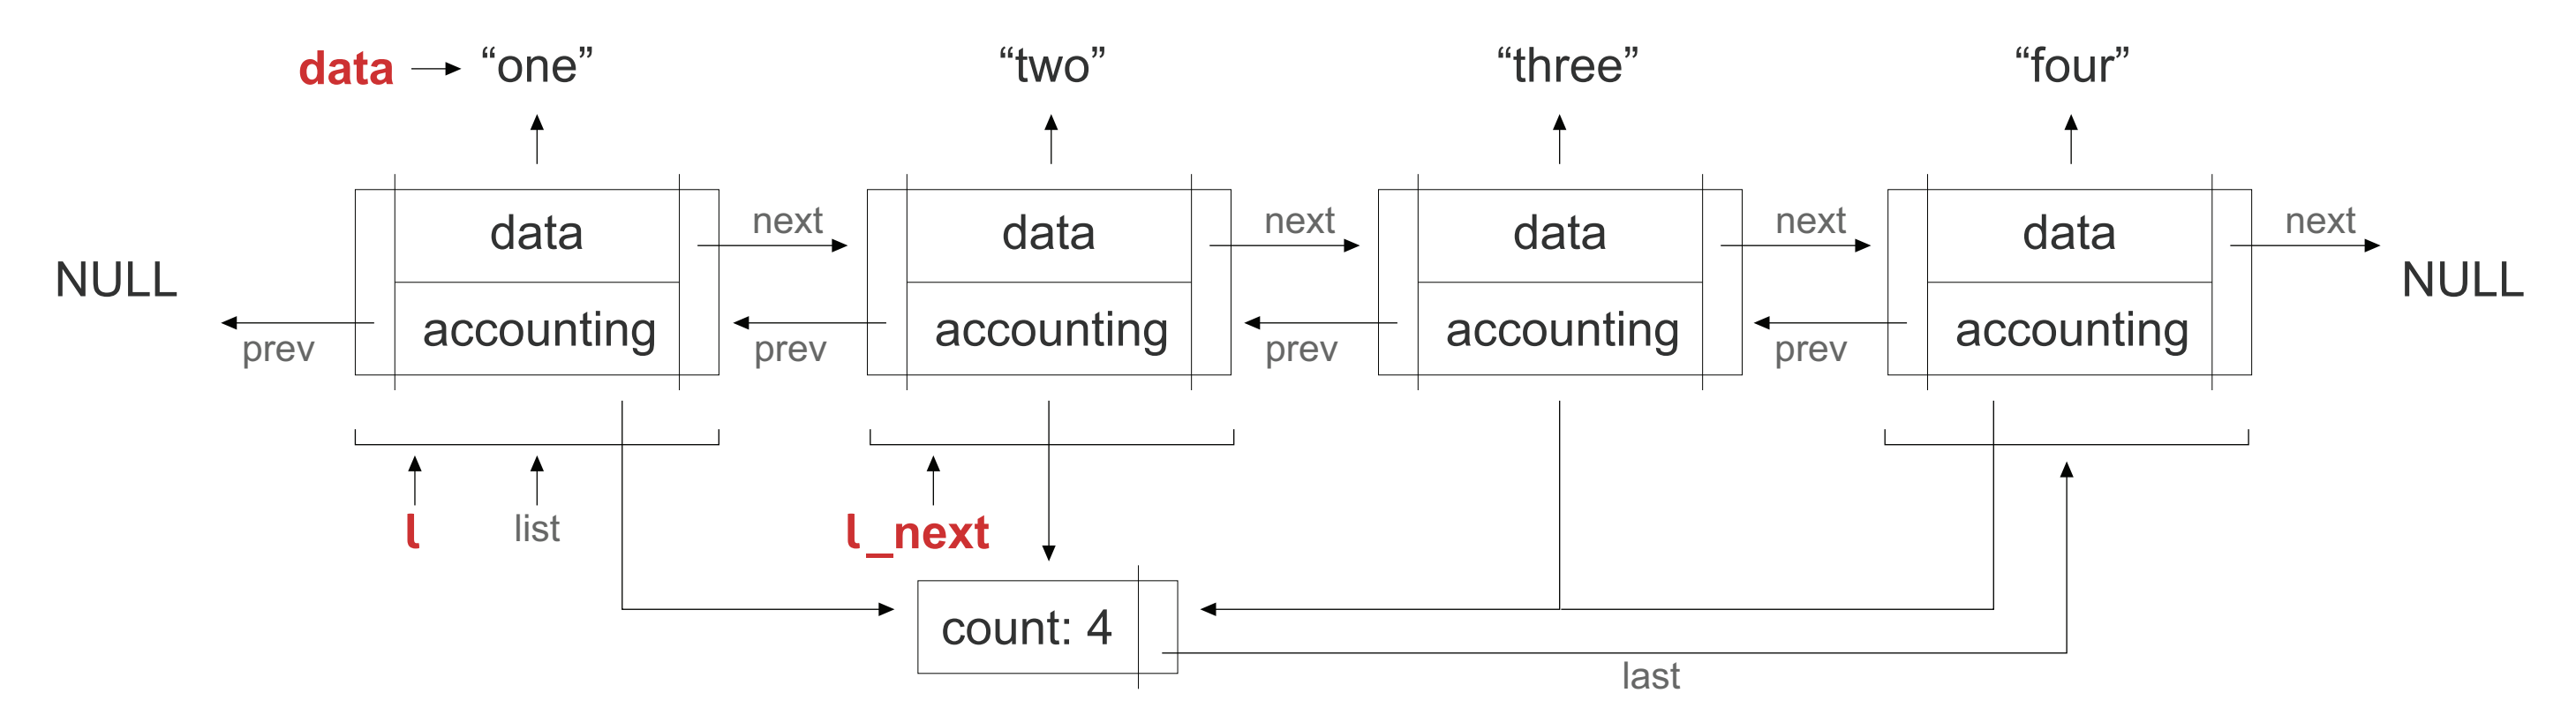 data “one” “two” “three” “four”
data next data next data next data next
NULL NULL
accounting accounting accounting accounting
prev prev prev prev
l list l_next
count: 4
last